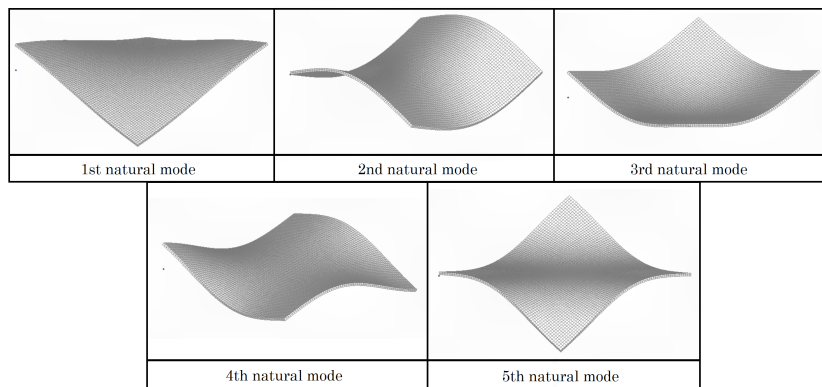 1st natural mode
2nd natural mode
3rd natural mode
4th natural mode
5th natural mode